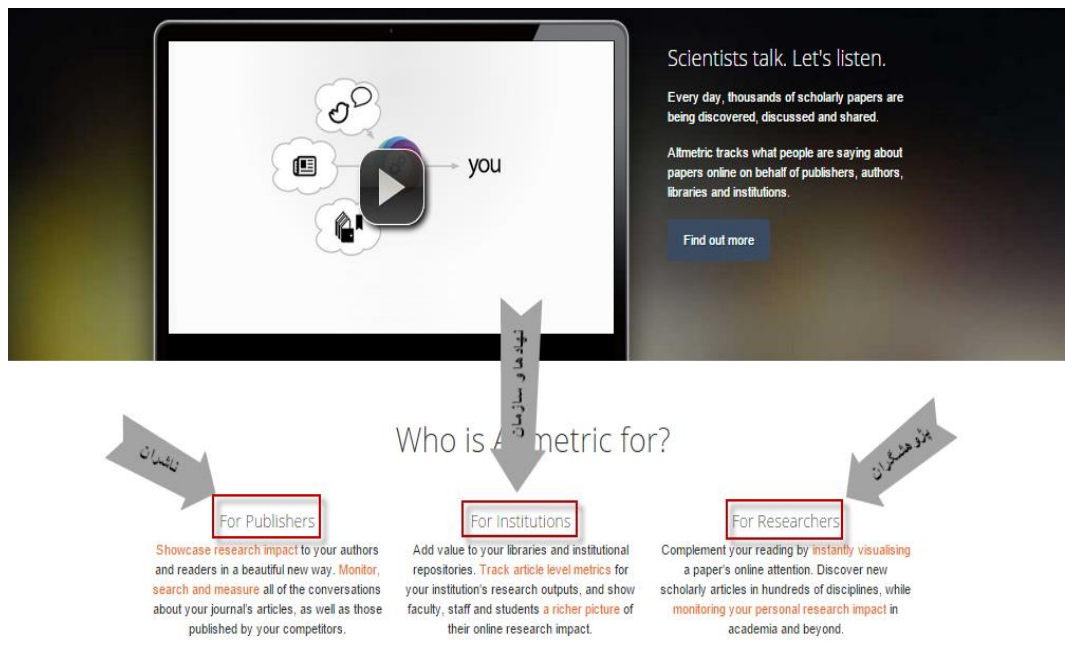 you
Scientists talk. Let's listen.
Every day, thousands of scholarly papers are
being discovered, discussed and shared.
Altmetric tracks what people are saying about
papers online on behalf of publishers, authors,
libraries and institutions.
Find out more
نهادها و سازمان
ناشران
پژوهشگران
Who is Altmetric for?
For Publishers
Showcase research impact to your authors
and readers in a beautiful new way. Monitor,
search and measure all of the conversations
about your journal's articles, as well as those
published by your competitors.
For Institutions
Add value to your libraries and institutional
repositories. Track article level metrics for
your institution's research outputs, and show
faculty, staff and students a richer picture of
their online research impact.
For Researchers
Complement your reading by instantly visualising
a paper's online attention. Discover new
scholarly articles in hundreds of disciplines, while
monitoring your personal research impact in
academia and beyond.